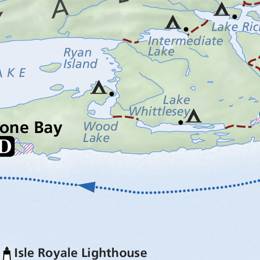 A
Lake Rich
Intermediate
Lake
Ryan
Island
AKE
Lake
Whittlesey
one Bay
Wood
Lake
D
Isle Royale Lighthouse